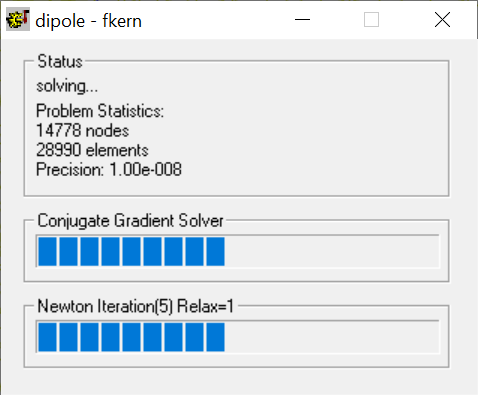 dipole - fkern
Status
solving...
Problem Statistics:
14778 nodes
28990 elements
Precision: 1.00e-008
Conjugate Gradient Solver
Newton Iteration(5) Relax=1